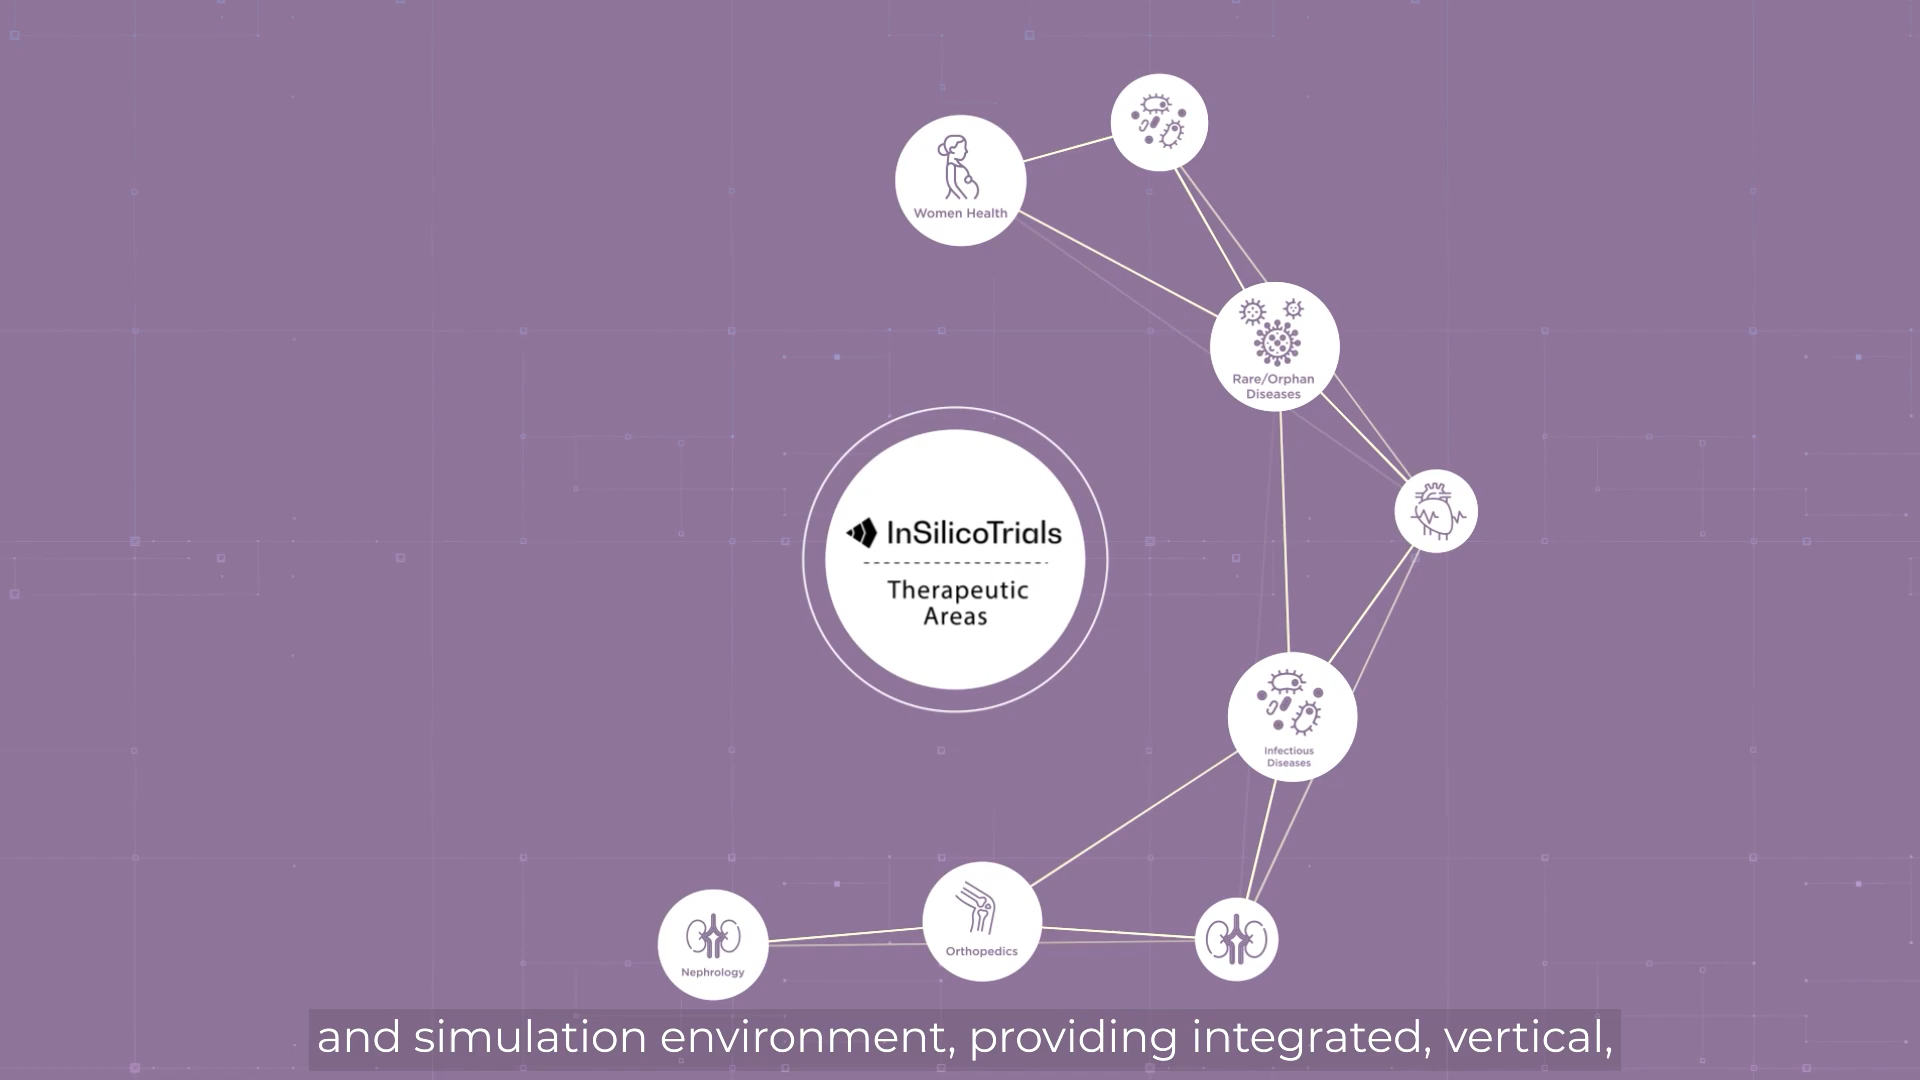 Women Health
Rare/Orphan
Diseases
InSilicoTrials
Therapeutic
Areas
Infectious
Diseases
Orthopedics
Nephrology
and simulation environment, providing integrated, vertical,